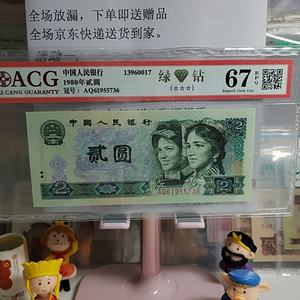 全场放漏，下单即送赠品
全场京东快递送货到家。
ACG
AI CANG GUARANTY
中国人民银行 13960017
1980年贰圆
冠号：AQ61955736
绿 钻
(☆☆☆)
67 EPQ
Superb Gem Unc
中国人民银行 2
贰圆
AQ61955736
2 2